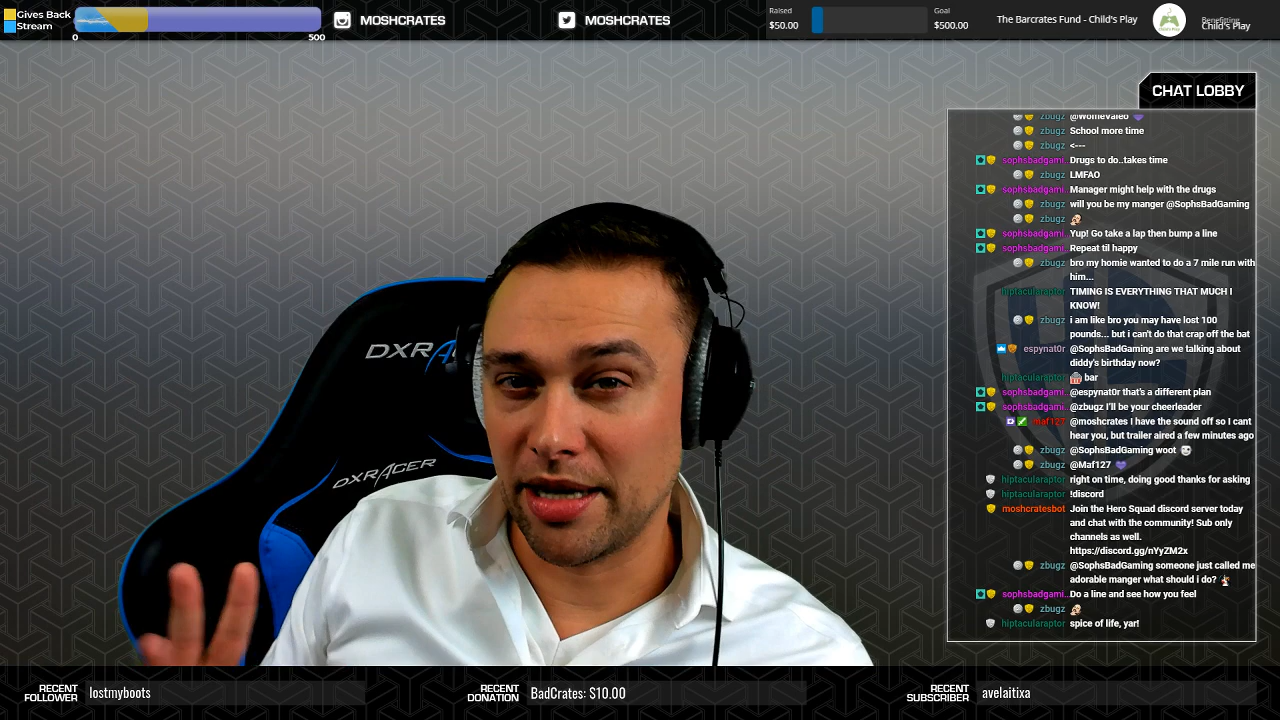 Gives Back
Stream
0
500
MOSHCRATES
MOSHCRATES
Raised
$50.00
Goal
$500.00
The Barcrates Fund - Child's Play
Benefitting
Child's Play
CHAT LOBBY
zbugz @WomeValeo
zbugz School more time
zbugz <---
sophsbadgami.. Drugs to do..takes time
zbugz LMFAO
sophsbadgami.. Manager might help with the drugs
zbugz will you be my manger @SophsBadGaming
zbugz
sophsbadgami.. Yup! Go take a lap then bump a line
sophsbadgami.. Repeat til happy
zbugz bro my homie wanted to do a 7 mile run with
him...
hiptacularaptor TIMING IS EVERYTHING THAT MUCH I
KNOW!
zbugz i am like bro you may have lost 100
pounds... but i can't do that crap off the bat
espynat0r @SophsBadGaming are we talking about
diddy's birthday now?
hiptacularaptor bar
sophsbadgami.. @espynat0r that's a different plan
sophsbadgami.. @zbugz I'll be your cheerleader
maf127 @moshcrates I have the sound off so I cant
hear you, but trailer aired a few minutes ago
zbugz @SophsBadGaming woot
zbugz @Maf127
hiptacularaptor right on time, doing good thanks for asking
hiptacularaptor !discord
moshcratesbot Join the Hero Squad discord server today
and chat with the community! Sub only
channels as well.
https://discord.gg/nYyZM2x
zbugz @SophsBadGaming someone just called me
adorable manger what should i do?
sophsbadgami.. Do a line and see how you feel
zbugz
hiptacularaptor spice of life, yar!
DXRA
DXRACER
RECENT
FOLLOWER
lostmyboots
RECENT
DONATION
BadCrates: $10.00
RECENT
SUBSCRIBER
avelaitixa